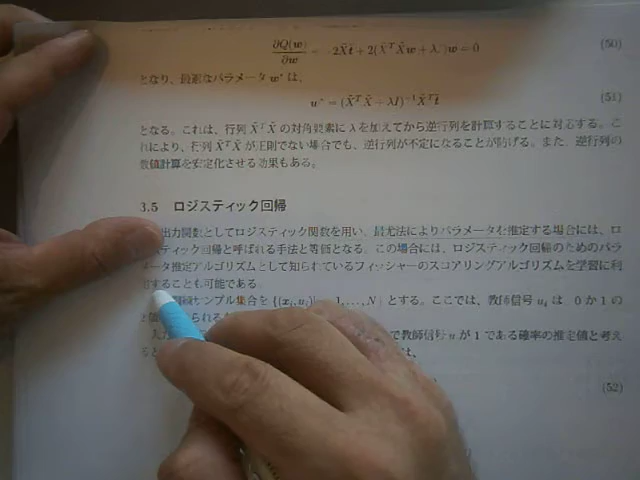 ∂Q(w)/∂w = −2X̃t̃ + 2(X̃ᵀX̃w + λ)w = 0 (50)
となり、最適なパラメータ w* は、
= (X̃ᵀX̃ + λI)⁻¹X̃ᵀt̃ (51)
となる。これは、行列 X̃ᵀX̃ の対角要素に λ を加えてから逆行列を計算することに対応する。こ
れにより、行列 X̃ᵀX̃ が正則でない場合でも、逆行列が不定になることが防げる。また、逆行列の
数値計算を安定化させる効果もある。
3.5 ロジスティック回帰
出力関数としてロジスティック関数を用い、最尤法によりパラメータを推定する場合には、ロ
スティック回帰と呼ばれる手法と等価となる。この場合には、ロジスティック回帰のためのパラ
ータ推定アルゴリズムとして知られているフィッシャーのスコアリングアルゴリズムを学習に利
することも可能である。
訓練サンプル集合を {(xᵢ, uᵢ) 1, . . . , N} とする。ここでは、教師信号 uᵢ は 0 か 1 の
で教師信号 u が 1 である確率の推定値と考え
は、
(52)